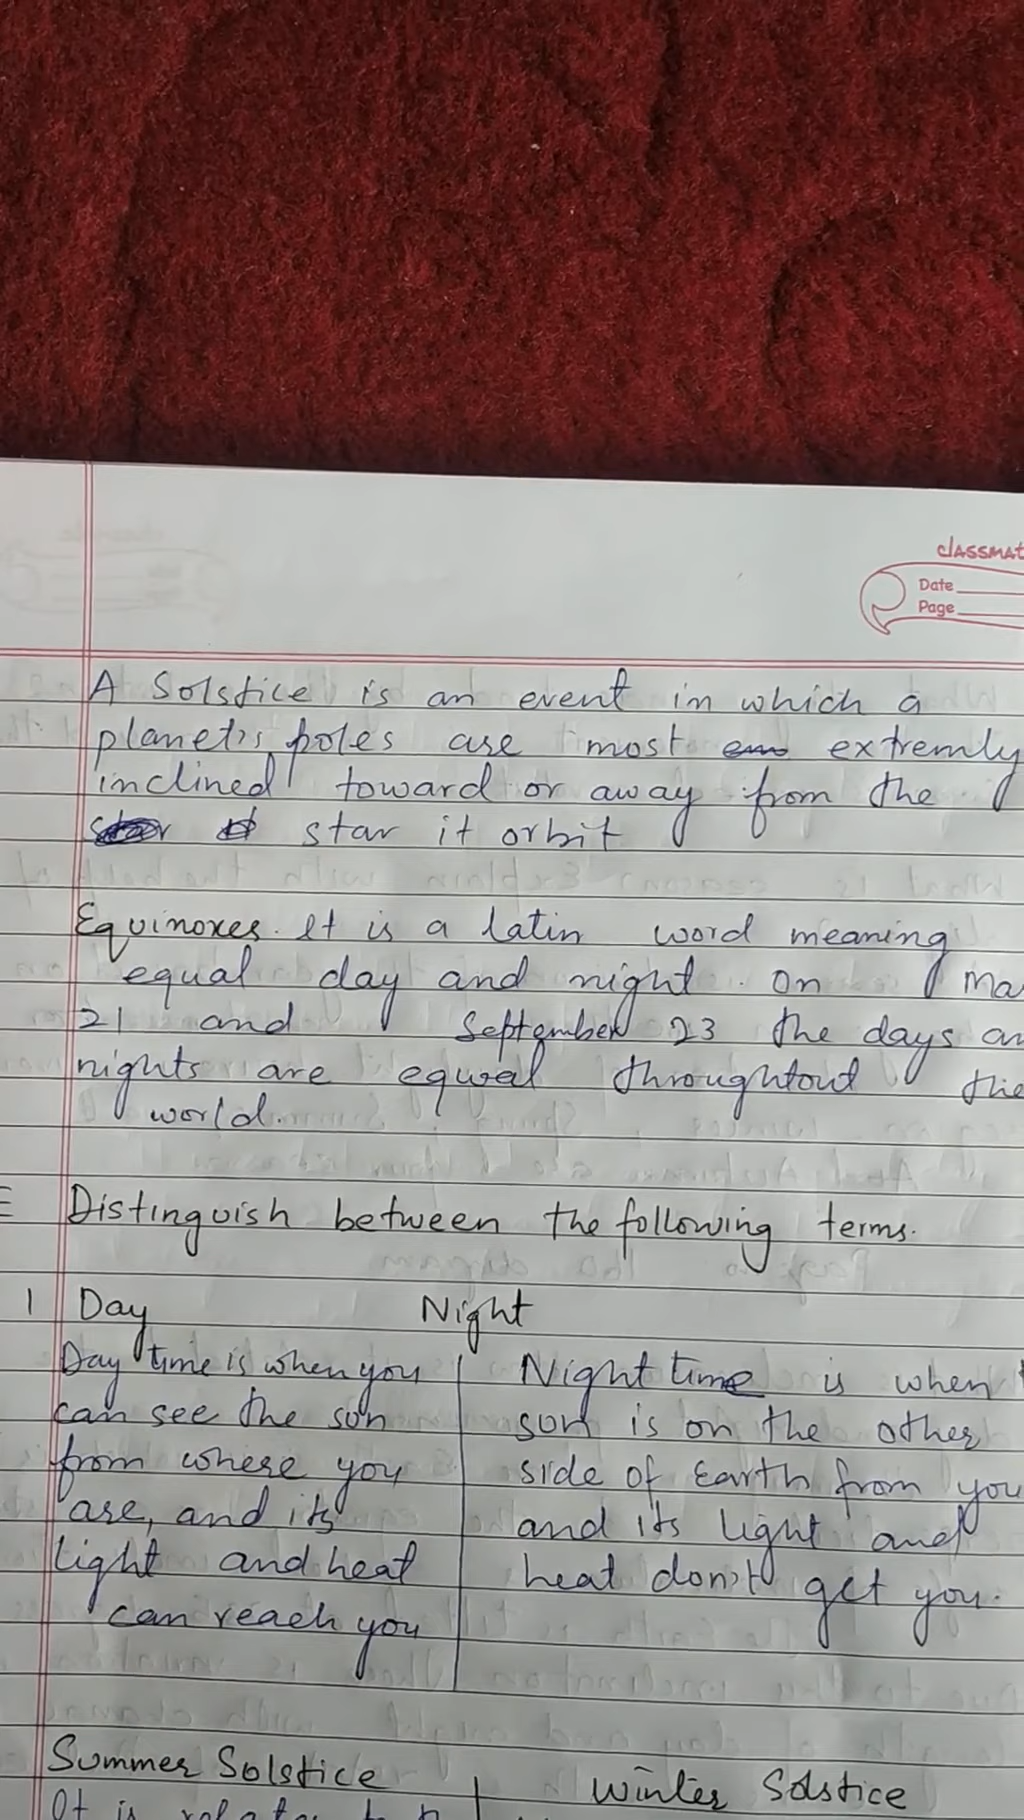 classmat
Date
Page
A Solstice is an event in which a
planet's poles are most extremly
inclined toward or away from the
star it orbit
Equinoxes. It is a latin word meaning
equal day and night. On Ma
21 and September 23 the days an
nights are equal throughtout the
world.
E Distinguish between the following terms.
1 Day Night
Day time is when you
can see the sun
from where you
are, and its
light and heat
can reach you
Night time is when t
sun is on the other
side of Earth from you
and its light and
heat don't get you.
Summer Solstice Winter Solstice
It is